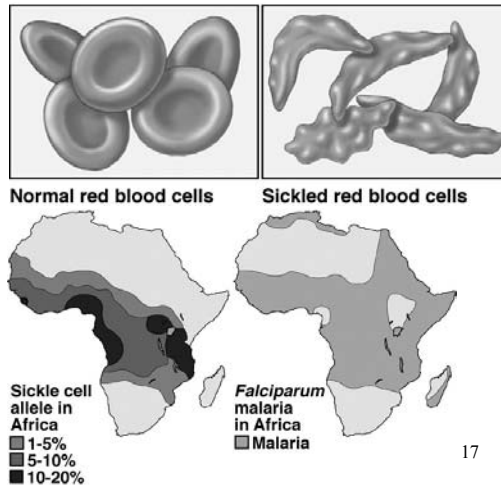 Normal red blood cells
Sickled red blood cells
Sickle cell
allele in
Africa
1-5%
5-10%
10-20%
Falciparum
malaria
in Africa
Malaria
17